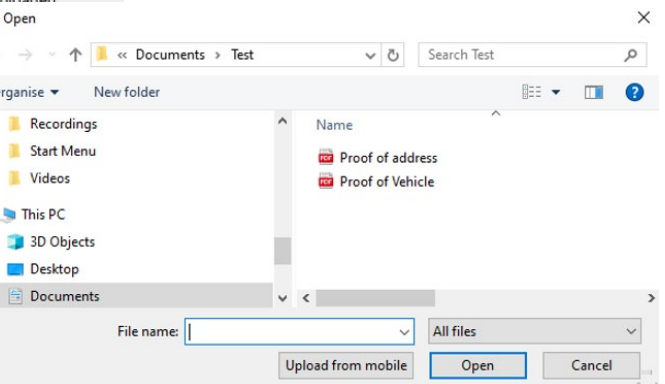 Open
« Documents > Test
Search Test
New folder
Name
Recordings
Start Menu
Videos
This PC
3D Objects
Desktop
Documents
PDF Proof of address
PDF Proof of Vehicle
File name:
All files
Upload from mobile
Open
Cancel